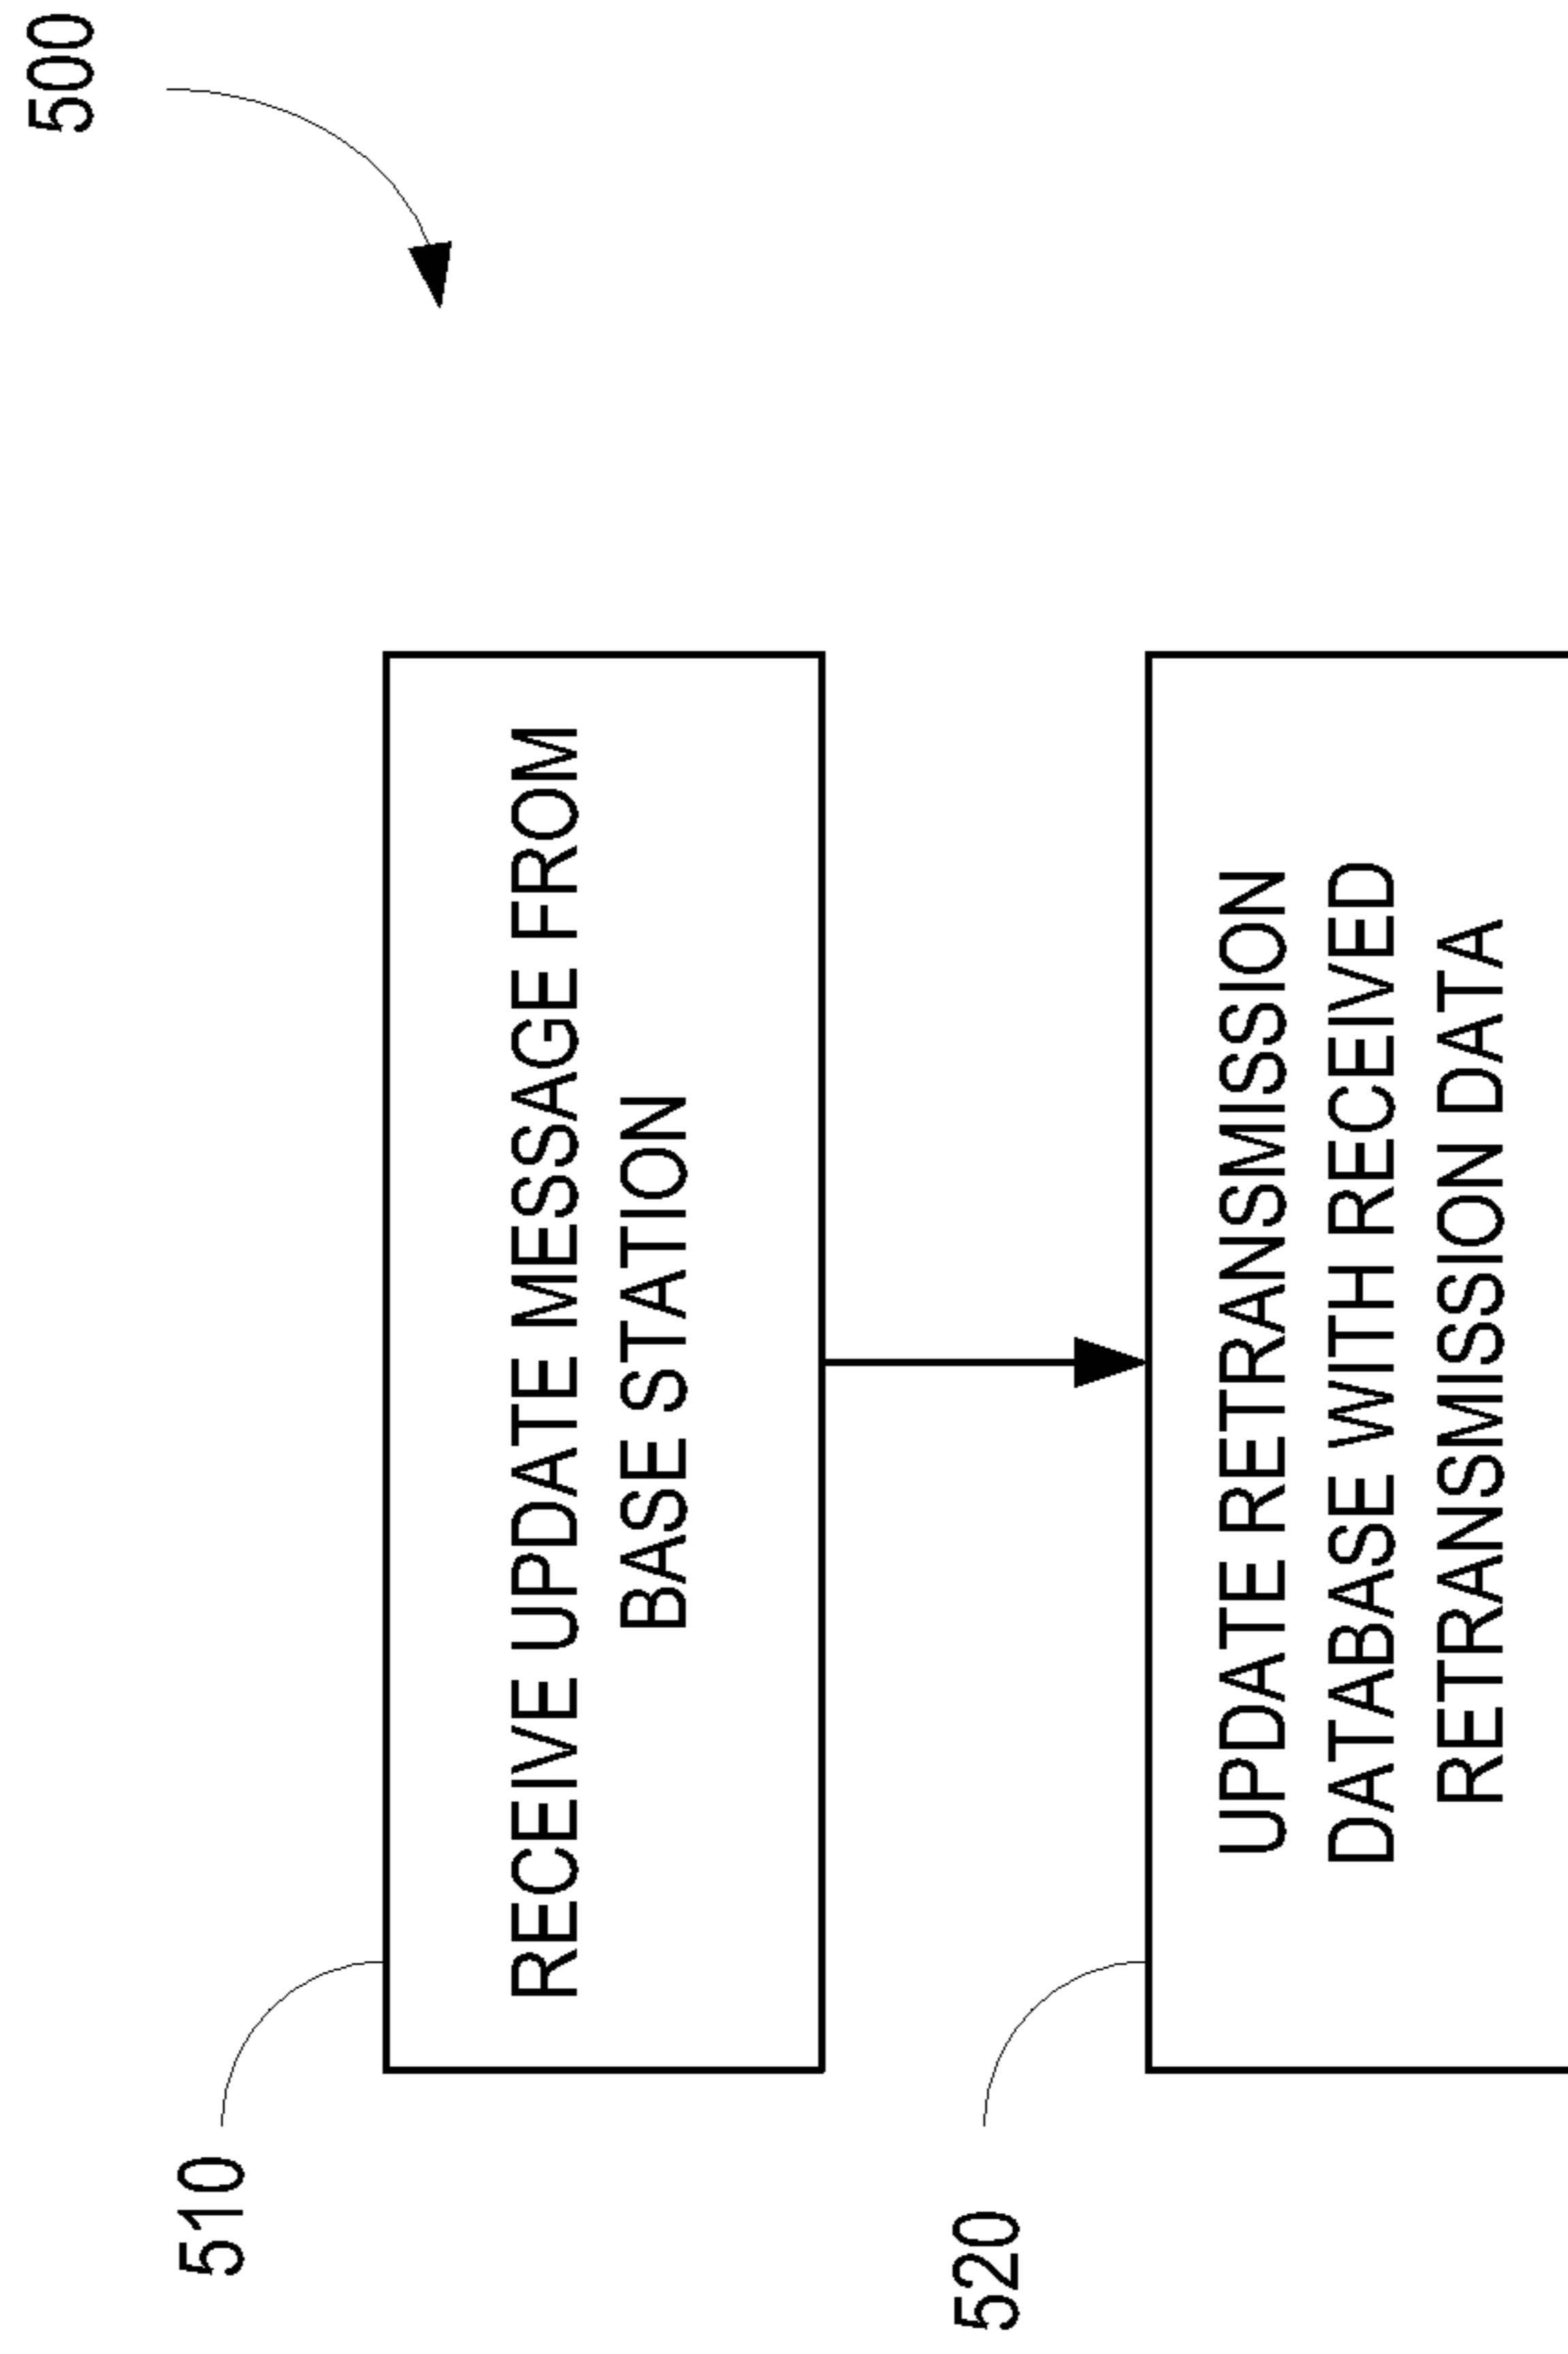 500
510
RECEIVE UPDATE MESSAGE FROM
BASE STATION
520
UPDATE RETRANSMISSION
DATABASE WITH RECEIVED
RETRANSMISSION DATA